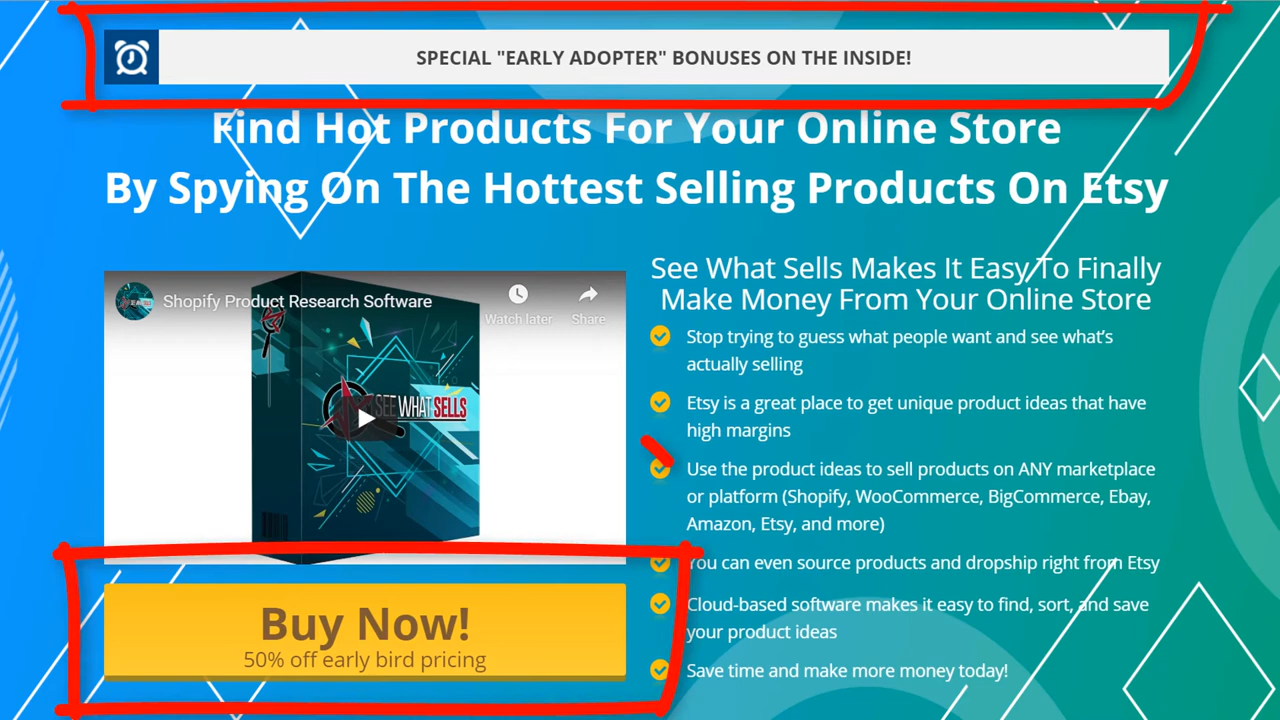 SPECIAL "EARLY ADOPTER" BONUSES ON THE INSIDE!
Find Hot Products For Your Online Store
By Spying On The Hottest Selling Products On Etsy
See What Sells Makes It Easy To Finally
Make Money From Your Online Store
Shopify Product Research Software
Watch later
Share
SEE WHAT SELLS
Stop trying to guess what people want and see what's
actually selling
Etsy is a great place to get unique product ideas that have
high margins
Use the product ideas to sell products on ANY marketplace
or platform (Shopify, WooCommerce, BigCommerce, Ebay,
Amazon, Etsy, and more)
You can even source products and dropship right from Etsy
Cloud-based software makes it easy to find, sort, and save
your product ideas
Save time and make more money today!
Buy Now!
50% off early bird pricing